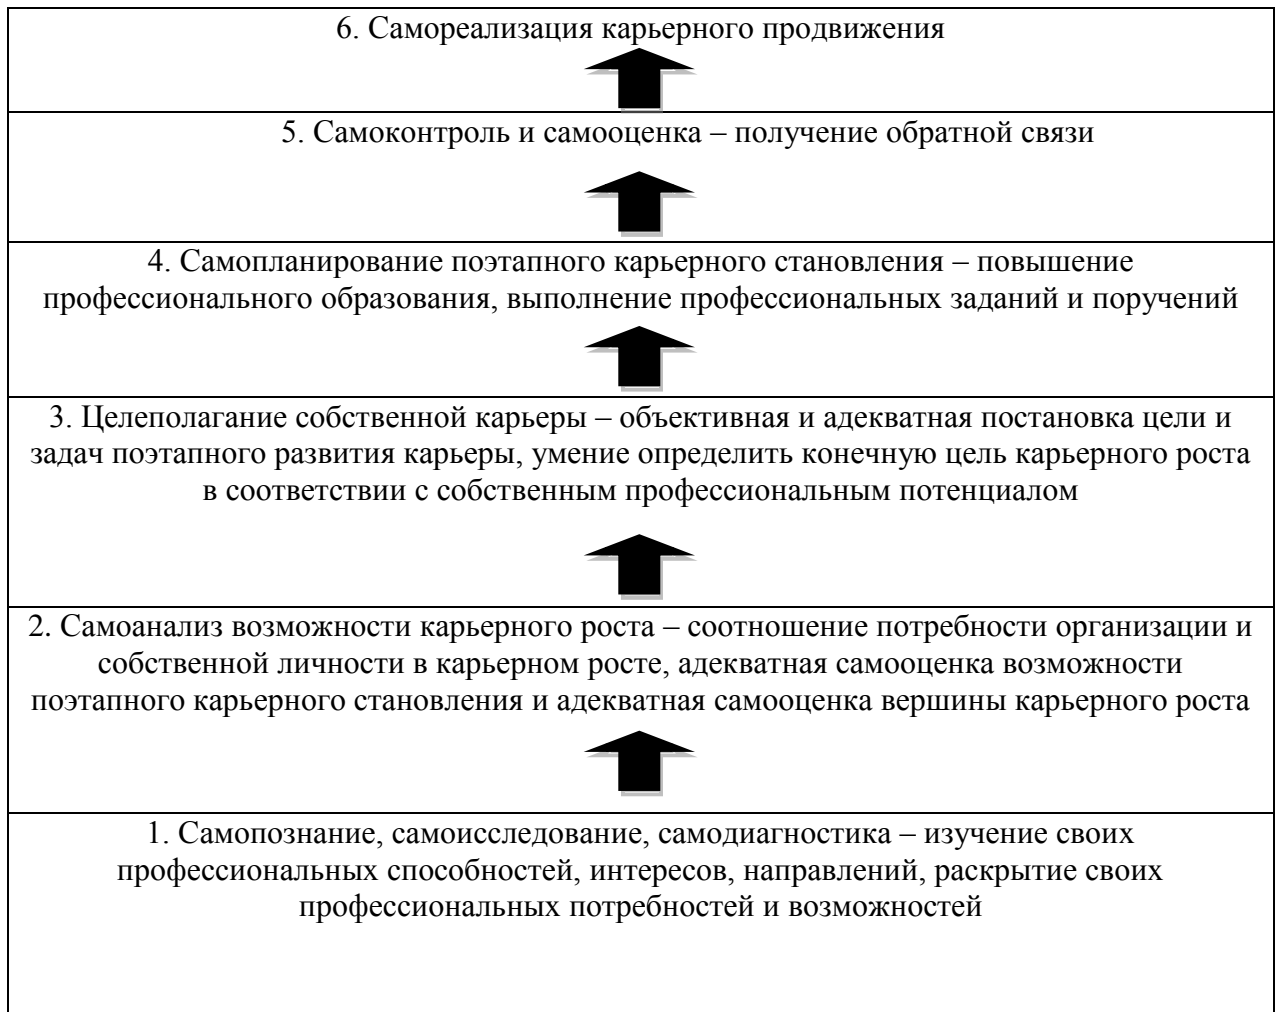 6. Самореализация карьерного продвижения
5. Самоконтроль и самооценка – получение обратной связи
4. Самопланирование поэтапного карьерного становления – повышение
профессионального образования, выполнение профессиональных заданий и поручений
3. Целеполагание собственной карьеры – объективная и адекватная постановка цели и
задач поэтапного развития карьеры, умение определить конечную цель карьерного роста
в соответствии с собственным профессиональным потенциалом
2. Самоанализ возможности карьерного роста – соотношение потребности организации и
собственной личности в карьерном росте, адекватная самооценка возможности
поэтапного карьерного становления и адекватная самооценка вершины карьерного роста
1. Самопознание, самоисследование, самодиагностика – изучение своих
профессиональных способностей, интересов, направлений, раскрытие своих
профессиональных потребностей и возможностей